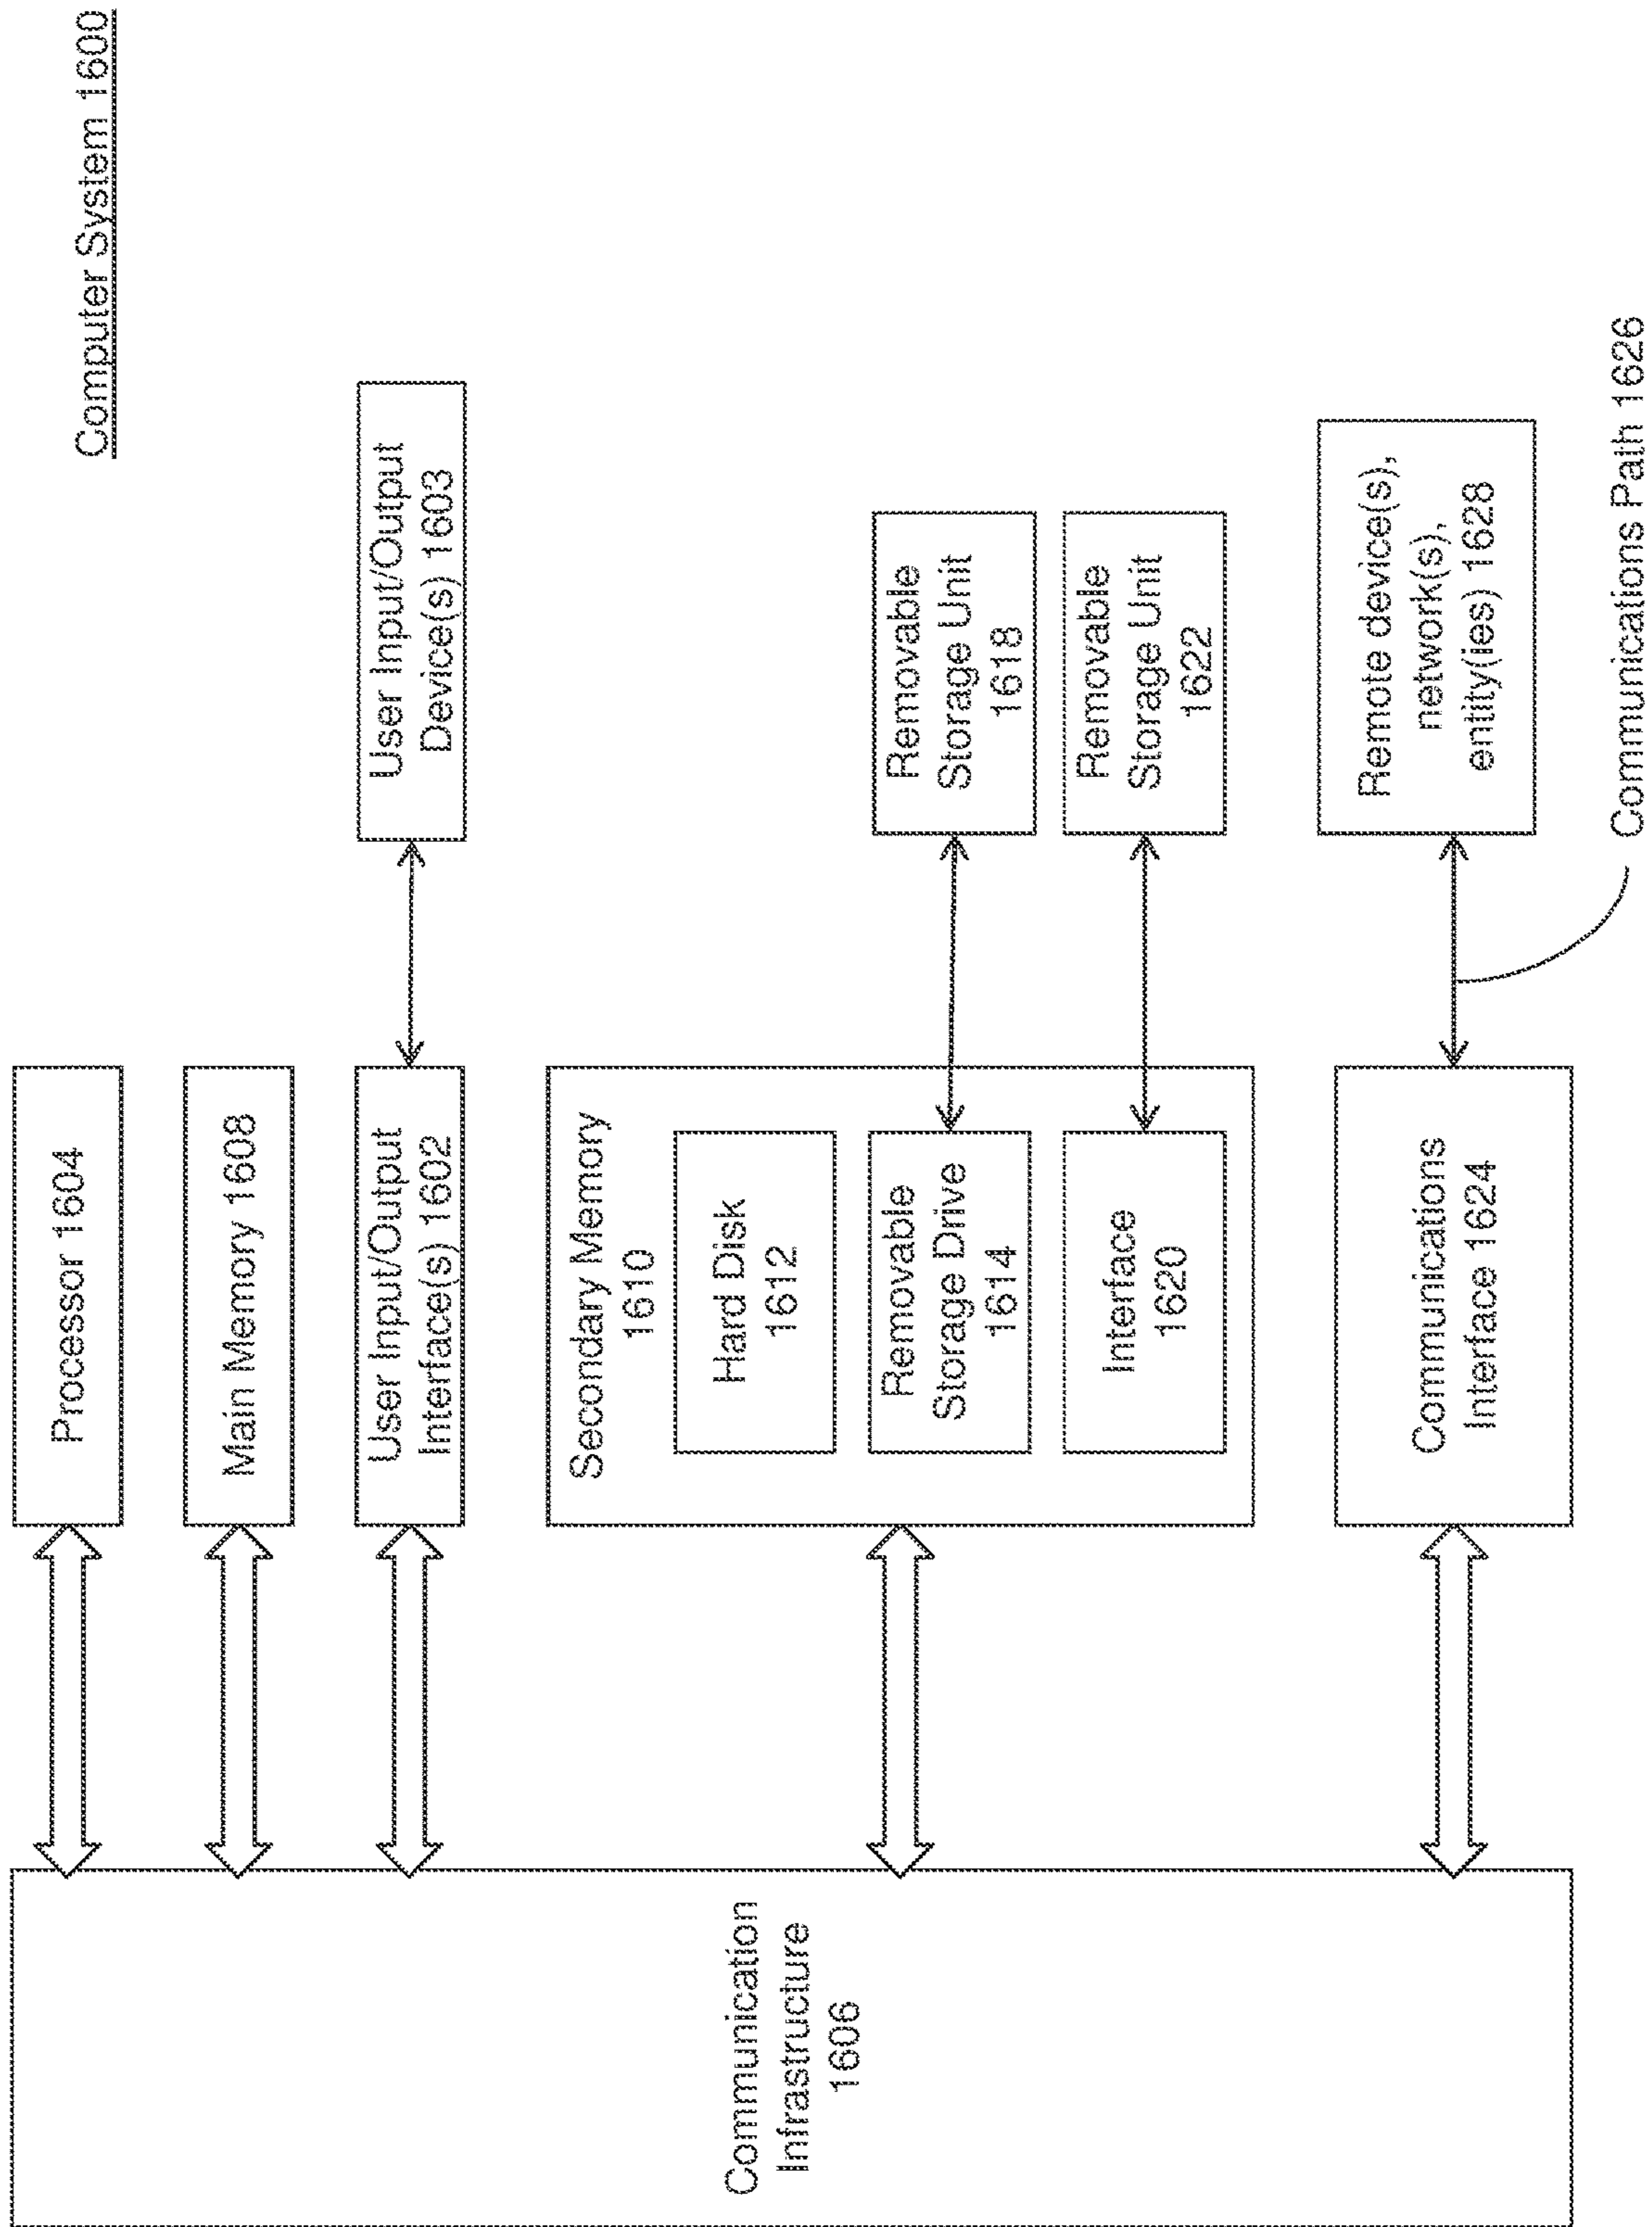 Computer System 1600
Processor 1604
Main Memory 1608
User Input/Output
Interface(s) 1602
User Input/Output
Device(s) 1603
Communication
Infrastructure
1606
Secondary Memory
1610
Hard Disk
1612
Removable
Storage Drive
1614
Removable
Storage Unit
1618
Interface
1620
Removable
Storage Unit
1622
Communications
Interface 1624
Remote device(s),
network(s),
entity(ies) 1628
Communications Path 1626